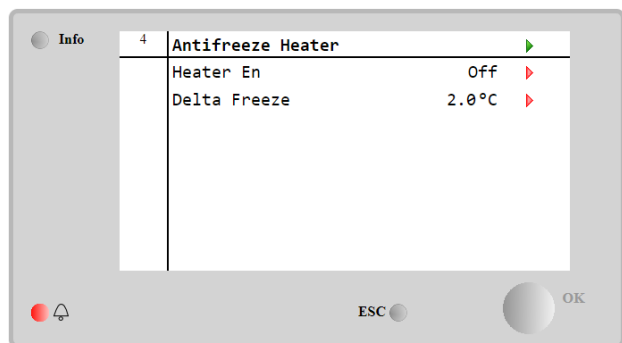 Info
4 Antifreeze Heater
Heater En Off
Delta Freeze 2.0°C
OK
ESC